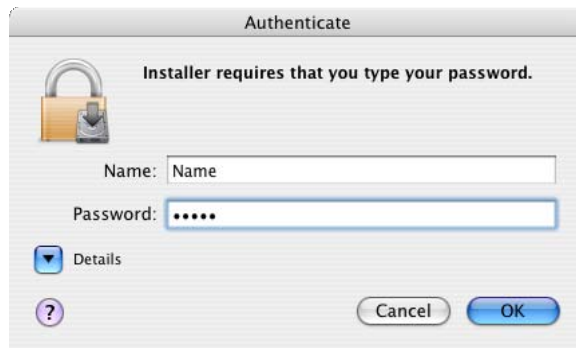 Authenticate
Installer requires that you type your password.
Name: Name
Password: •••••
Details
? Cancel OK